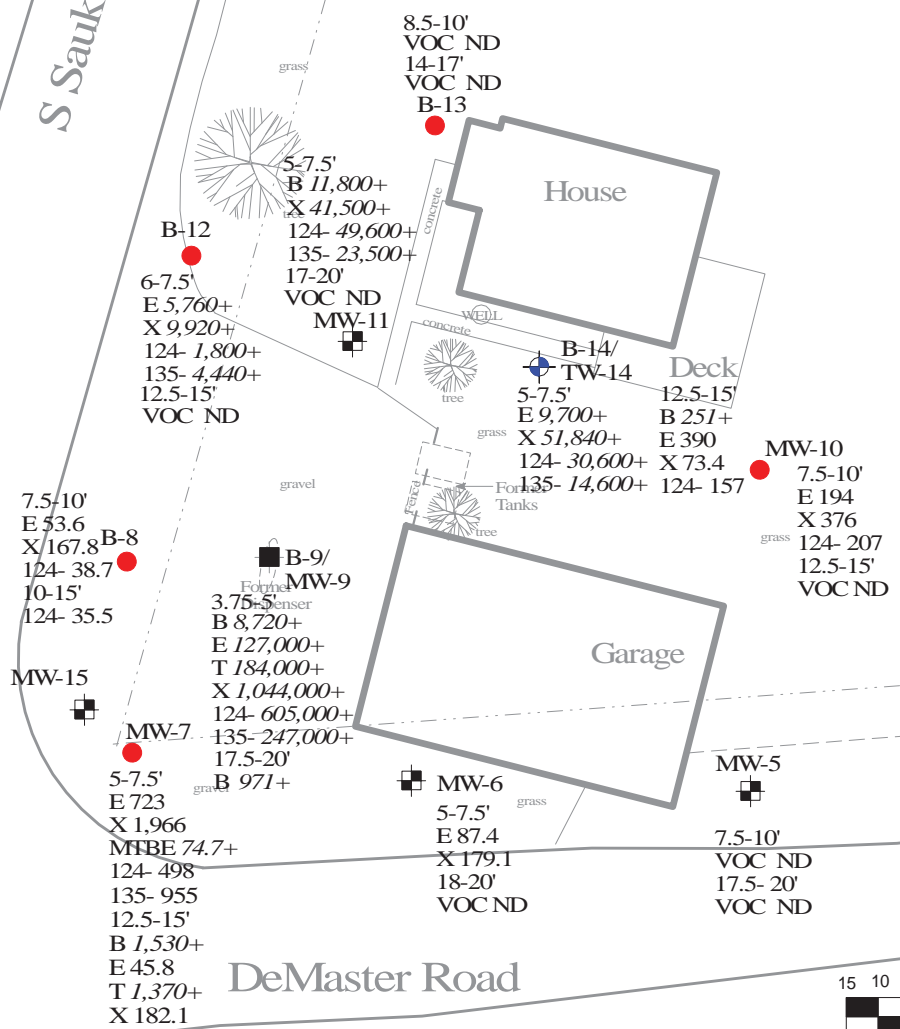 S Sauk
grass
8.5-10'
VOC ND
14-17'
VOC ND
B-13
House
concrete
tree
5-7.5'
B 11,800+
X 41,500+
124- 49,600+
135- 23,500+
17-20'
VOC ND
MW-11
B-12
6-7.5'
E 5,760+
X 9,920+
124- 1,800+
135- 4,440+
12.5-15'
VOC ND
WELL
concrete
tree
B-14/
TW-14
5-7.5'
E 9,700+
X 51,840+
124- 30,600+
135- 14,600+
Deck
12.5-15'
B 251+
E 390
X 73.4
124- 157
MW-10
7.5-10'
E 194
X 376
124- 207
12.5-15'
VOC ND
grass
grass
gravel
Fence
Former
Tanks
tree
7.5-10'
E 53.6
X 167.8
124- 38.7
10-15'
124- 35.5
B-8
B-9/
MW-9
Former
Dispenser
3.75-5'
B 8,720+
E 127,000+
T 184,000+
X 1,044,000+
124- 605,000+
135- 247,000+
17.5-20'
B 971+
Garage
MW-15
MW-7
5-7.5'
E 723
X 1,966
MTBE 74.7+
124- 498
135- 955
12.5-15'
B 1,530+
E 45.8
T 1,370+
X 182.1
gravel
MW-6
5-7.5'
E 87.4
X 179.1
18-20'
VOC ND
grass
MW-5
7.5-10'
VOC ND
17.5- 20'
VOC ND
DeMaster Road
15 10